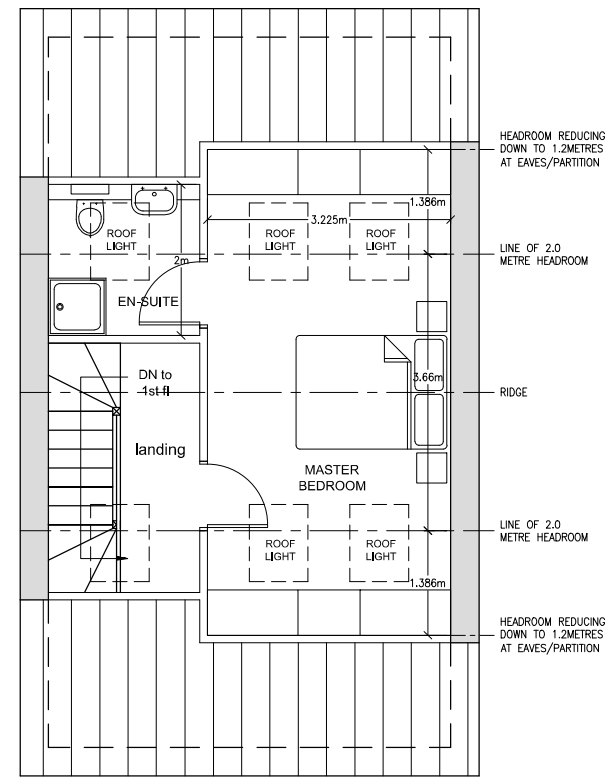 HEADROOM REDUCING
DOWN TO 1.2METRES
AT EAVES/PARTITION
1.386m
3.225m
ROOF
LIGHT
ROOF
LIGHT
ROOF
LIGHT
LINE OF 2.0
METRE HEADROOM
2m
EN-SUITE
DN to
1st fl
3.66m
RIDGE
landing
MASTER
BEDROOM
LINE OF 2.0
METRE HEADROOM
ROOF
LIGHT
ROOF
LIGHT
1.386m
HEADROOM REDUCING
DOWN TO 1.2METRES
AT EAVES/PARTITION